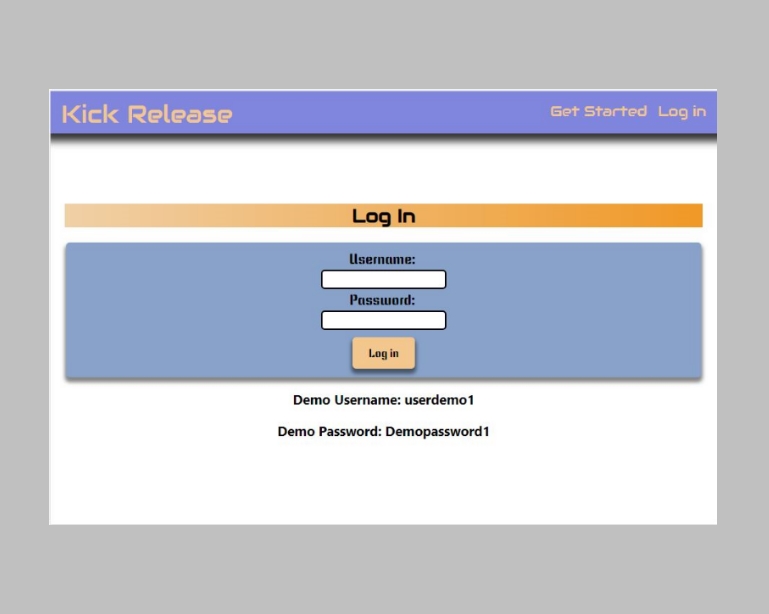 Kick Release
Get Started Log in
Log In
Username:
Password:
Log in
Demo Username: userdemo1
Demo Password: Demopassword1